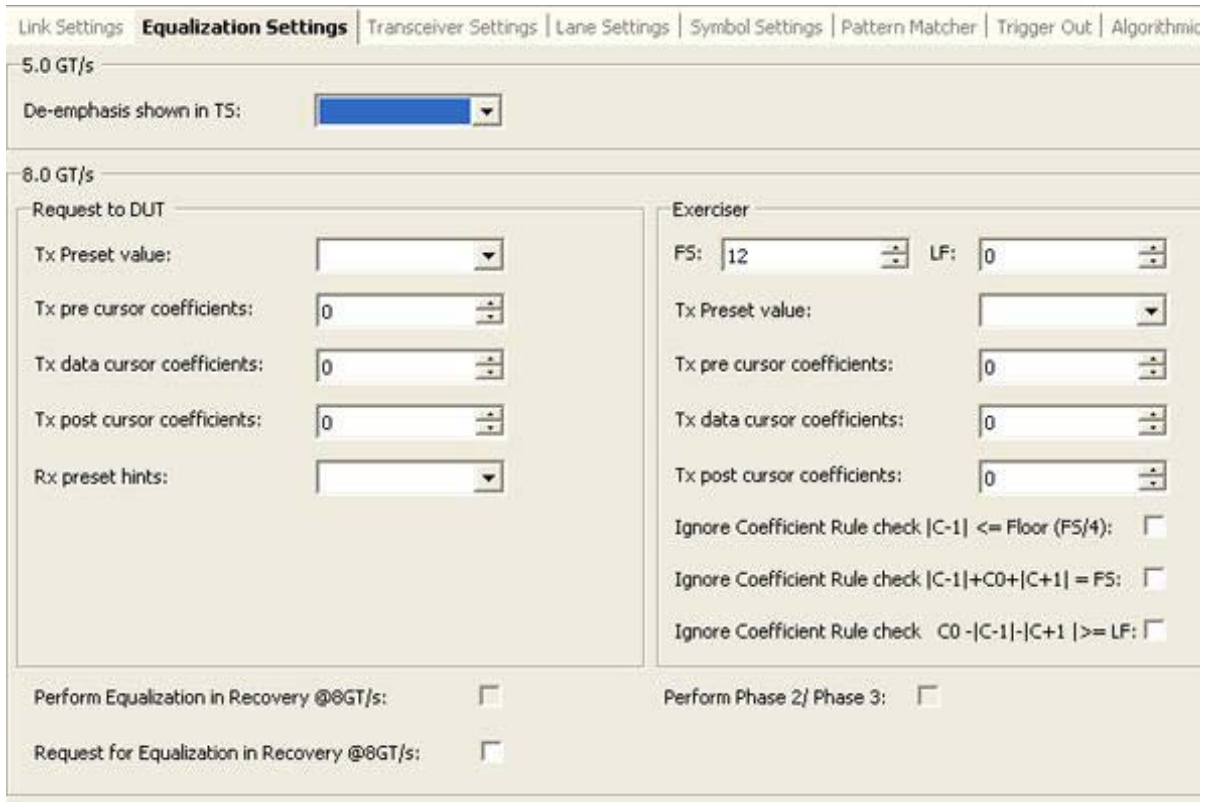 Link Settings Equalization Settings Transceiver Settings Lane Settings Symbol Settings Pattern Matcher Trigger Out Algorithmic
5.0 GT/s
De-emphasis shown in TS:
8.0 GT/s
Request to DUT
Tx Preset value:
Tx pre cursor coefficients: 0
Tx data cursor coefficients: 0
Tx post cursor coefficients: 0
Rx preset hints:
Exerciser
FS: 12 LF: 0
Tx Preset value:
Tx pre cursor coefficients: 0
Tx data cursor coefficients: 0
Tx post cursor coefficients: 0
Ignore Coefficient Rule check |C-1| <= Floor (FS/4):
Ignore Coefficient Rule check |C-1|+C0+|C+1| = FS:
Ignore Coefficient Rule check C0 -|C-1|-|C+1 |>= LF:
Perform Equalization in Recovery @8GT/s:
Perform Phase 2/ Phase 3:
Request for Equalization in Recovery @8GT/s: